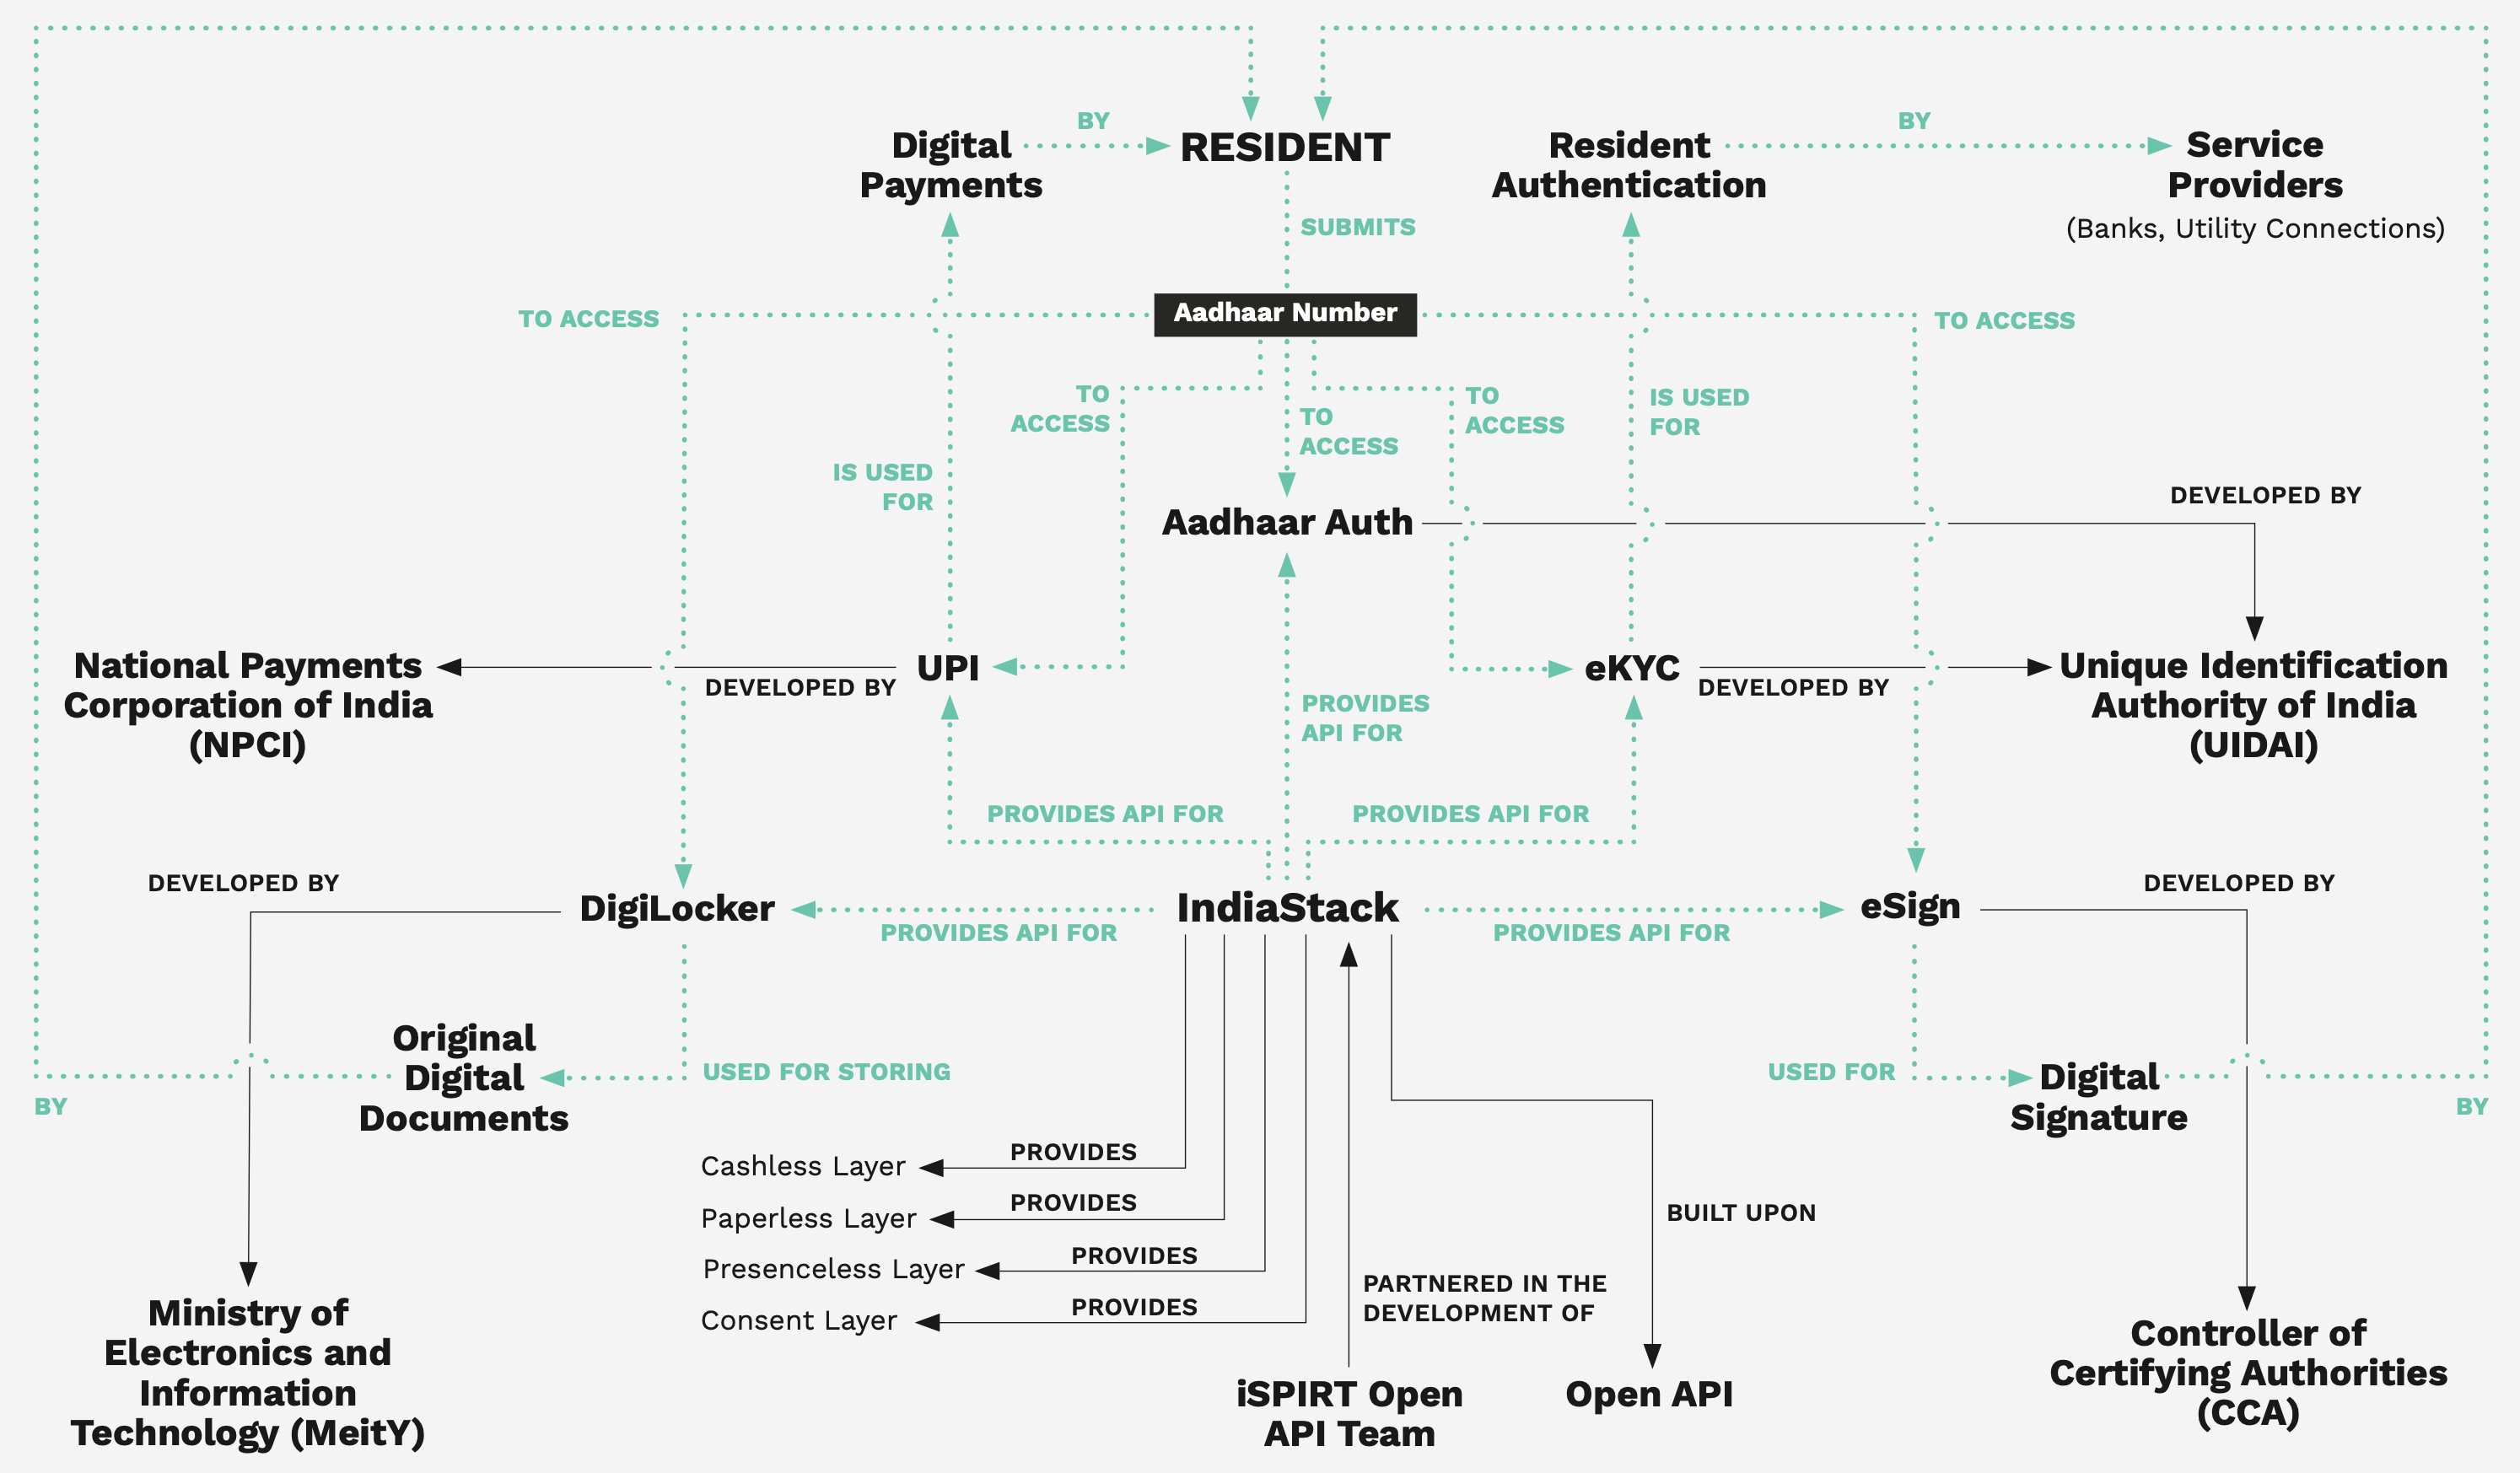 BY
BY
Digital
Payments
RESIDENT
Resident
Authentication
Service
Providers
(Banks, Utility Connections)
SUBMITS
Aadhaar Number
TO ACCESS
TO ACCESS
TO
ACCESS
TO
ACCESS
TO
ACCESS
IS USED
FOR
IS USED
FOR
DEVELOPED BY
Aadhaar Auth
National Payments
Corporation of India
(NPCI)
DEVELOPED BY
UPI
eKYC
DEVELOPED BY
Unique Identification
Authority of India
(UIDAI)
PROVIDES
API FOR
PROVIDES API FOR
PROVIDES API FOR
DEVELOPED BY
DEVELOPED BY
DigiLocker
IndiaStack
eSign
PROVIDES API FOR
PROVIDES API FOR
Original
Digital
Documents
USED FOR STORING
USED FOR
Digital
Signature
BY
BY
Cashless Layer
PROVIDES
Paperless Layer
PROVIDES
Presenceless Layer
PROVIDES
Consent Layer
PROVIDES
BUILT UPON
PARTNERED IN THE
DEVELOPMENT OF
Ministry of
Electronics and
Information
Technology (MeitY)
iSPIRT Open
API Team
Open API
Controller of
Certifying Authorities
(CCA)